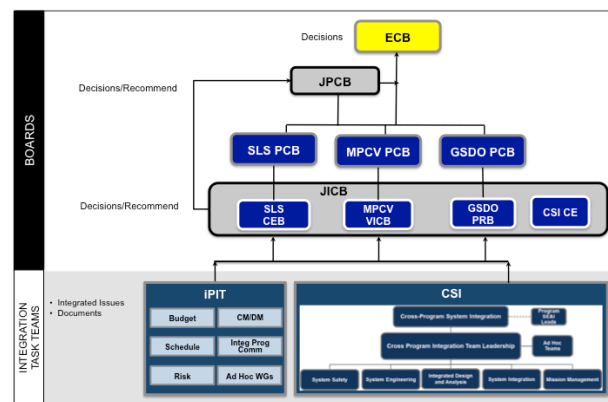 Decisions
ECB
JPCB
Decisions/Recommend
SLS PCB
MPCV PCB
GSDO PCB
JICB
Decisions/Recommend
SLS
CEB
MPCV
VICB
GSDO
PRB
CSI CE
BOARDS
INTEGRATION
TASK TEAMS
• Integrated Issues
• Documents
iPIT
Budget
CM/DM
Schedule
Integ Prog
Comm
Risk
Ad Hoc WGs
CSI
Cross-Program System Integration
Program
SE&I
Leads
Cross Program Integration Team Leadership
Ad Hoc
Teams
System Safety
System Engineering
Integrated Design
and Analysis
System Integration
Mission Management